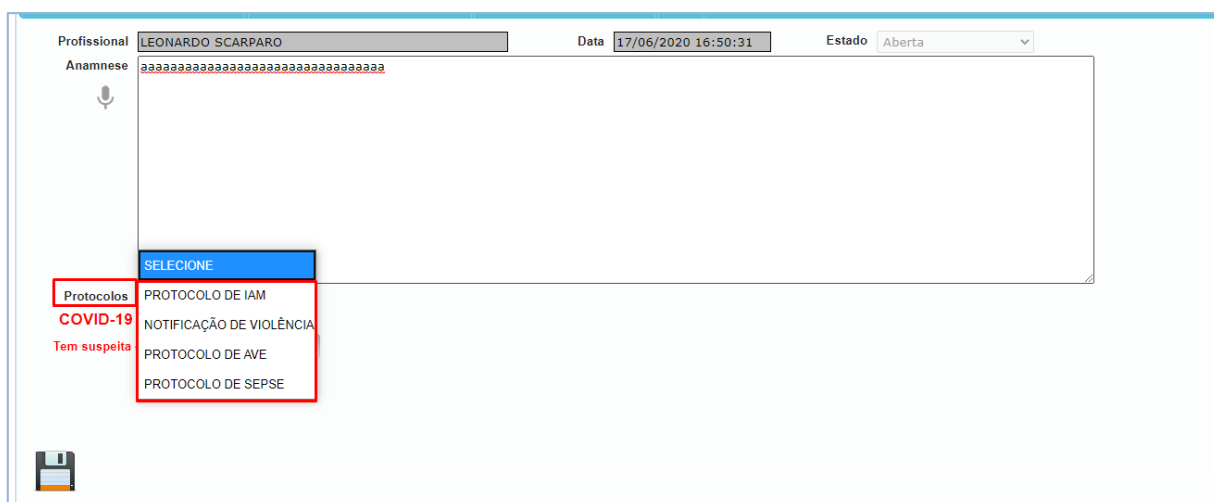 Profissional LEONARDO SCARPARO Data 17/06/2020 16:50:31 Estado Aberta
Anamnese aaaaaaaaaaaaaaaaaaaaaaaaaaaaaaaaa
SELECIONE
Protocolos PROTOCOLO DE IAM
COVID-19 NOTIFICAÇÃO DE VIOLÊNCIA
Tem suspeita PROTOCOLO DE AVE
PROTOCOLO DE SEPSE